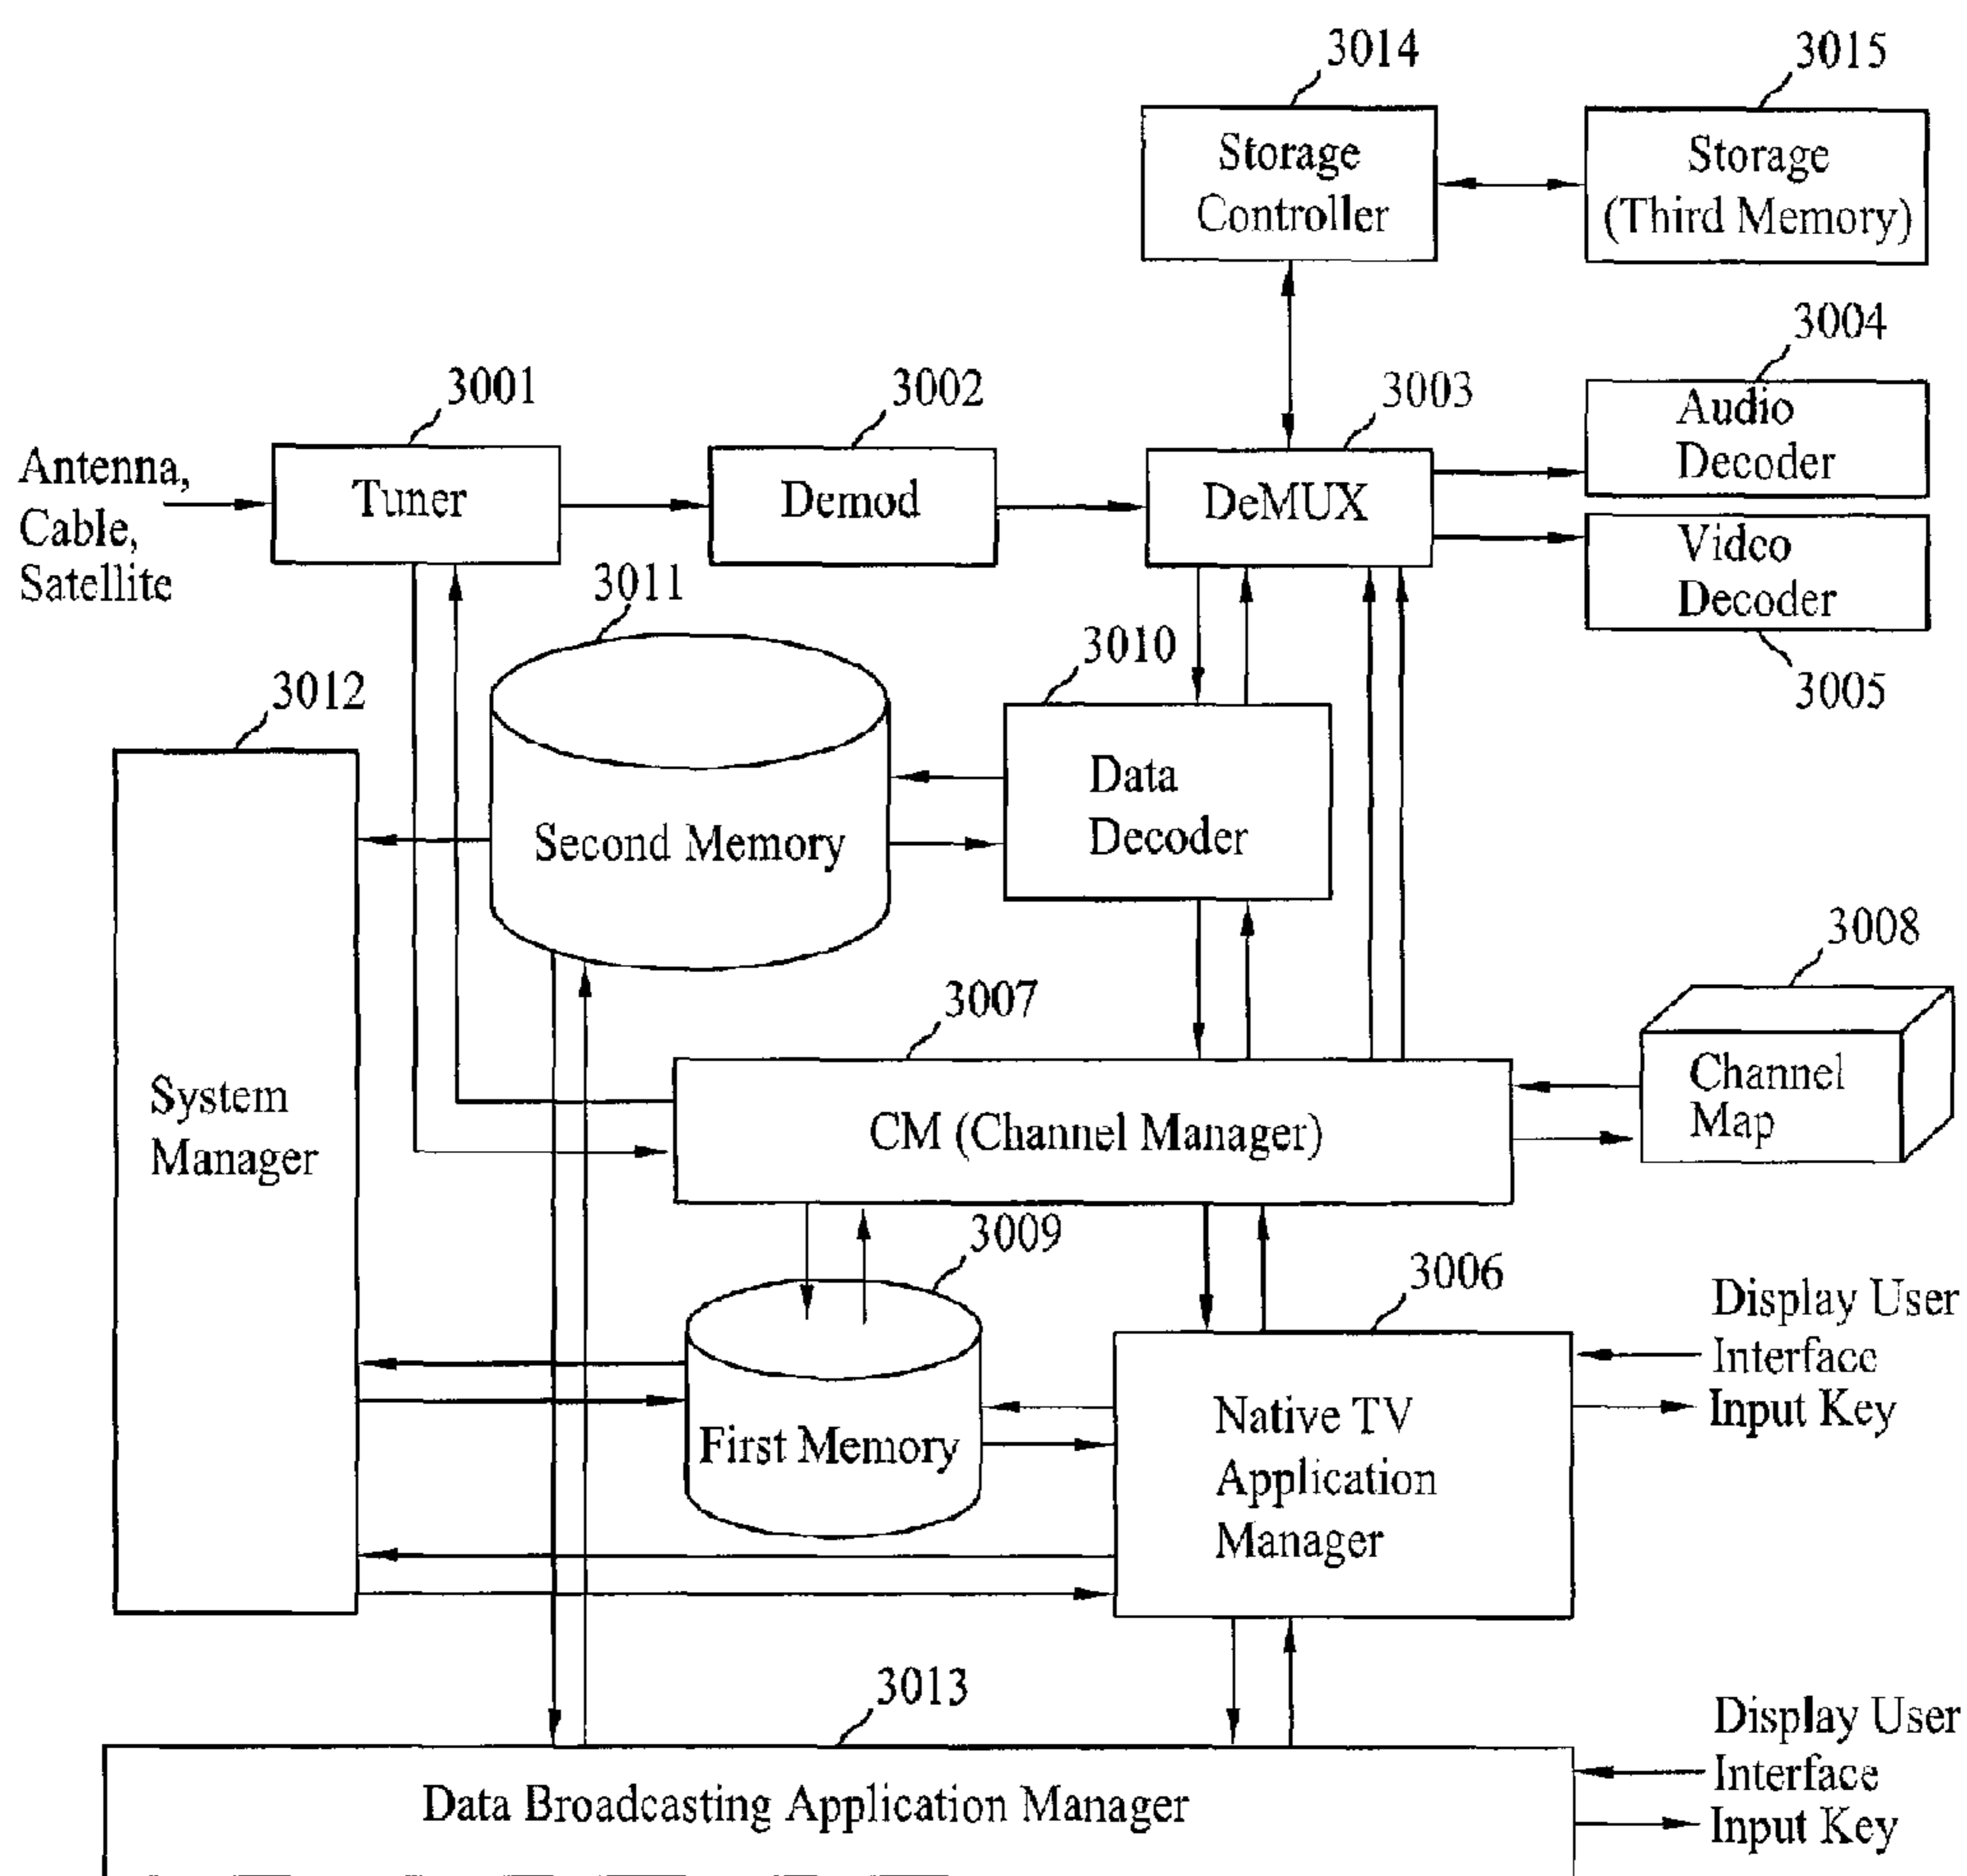 3014
3015
Storage
Controller
Storage
(Third Memory)
3004
3001
3002
3003
Audio
Decoder
Antenna,
Cable,
Satellite
Tuner
Demod
DeMUX
Video
Decoder
3005
3011
3010
3012
Data
Decoder
Second Memory
3008
3007
System
Manager
CM (Channel Manager)
Channel
Map
3009
3006
Display User
Interface
Input Key
First Memory
Native TV
Application
Manager
3013
Display User
Interface
Input Key
Data Broadcasting Application Manager